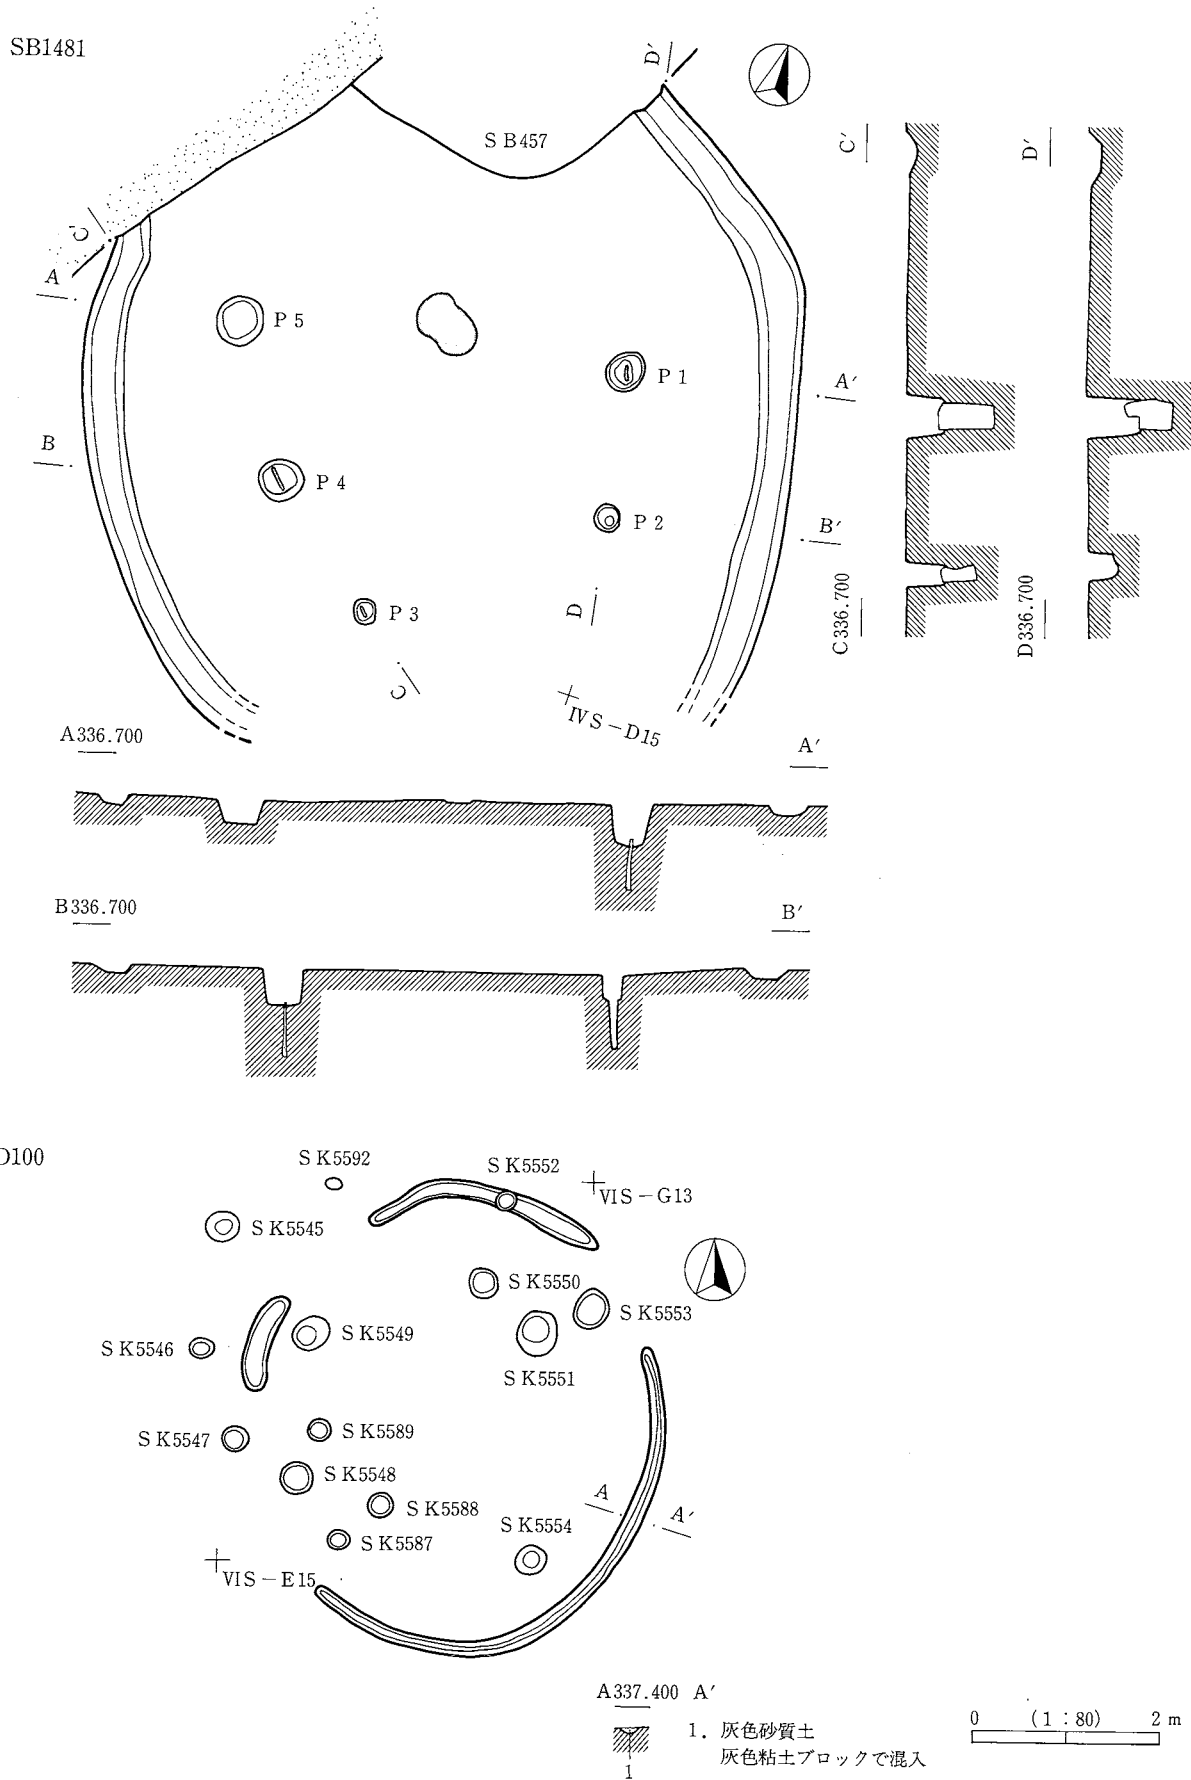 SB1481
D′
SB457
C′
D′
C′
A
P5
P1
A′
B
P4
P2
B′
P3
D
C
C336.700
D336.700
IVS-D15
A336.700
A′
B336.700
B′
D100
SK5592
SK5552
VIS-G13
SK5545
SK5550
SK5553
SK5549
SK5546
SK5551
SK5589
SK5547
SK5548
SK5588
A
A′
SK5554
SK5587
VIS-E15
A337.400 A′
1. 灰色砂質土
灰色粘土ブロックで混入
1
0 (1:80) 2m